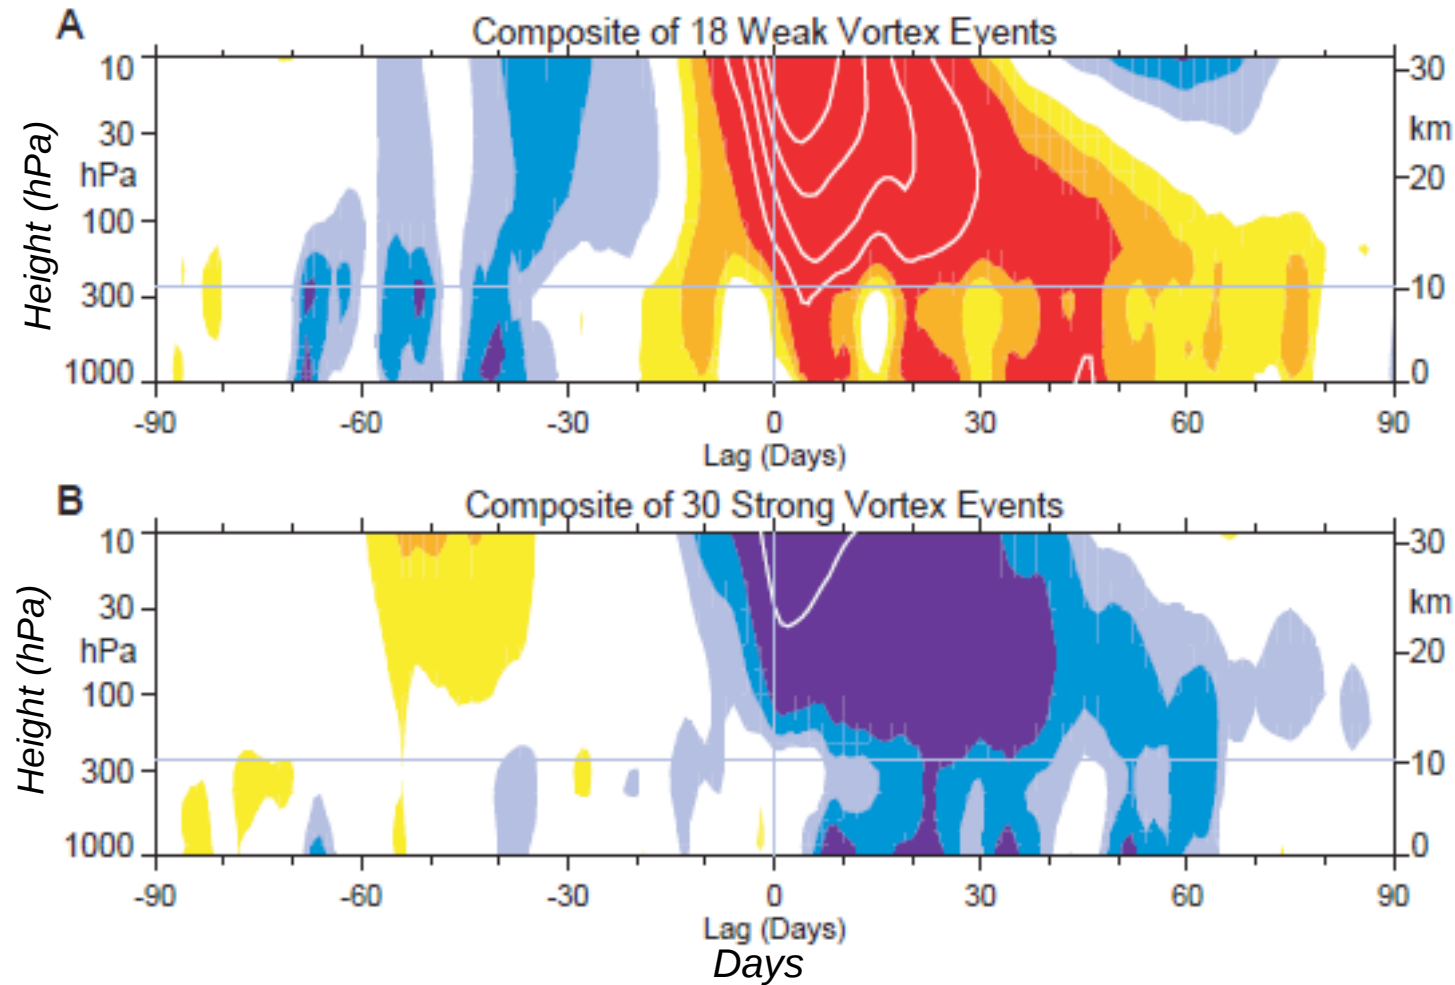 A
Composite of 18 Weak Vortex Events
Height (hPa)
10
30
hPa
100
300
1000
30
km
20
10
0
-90 -60 -30 0 30 60 90
Lag (Days)
B
Composite of 30 Strong Vortex Events
Height (hPa)
10
30
hPa
100
300
1000
30
km
20
10
0
-90 -60 -30 0 30 60 90
Lag (Days)
Days